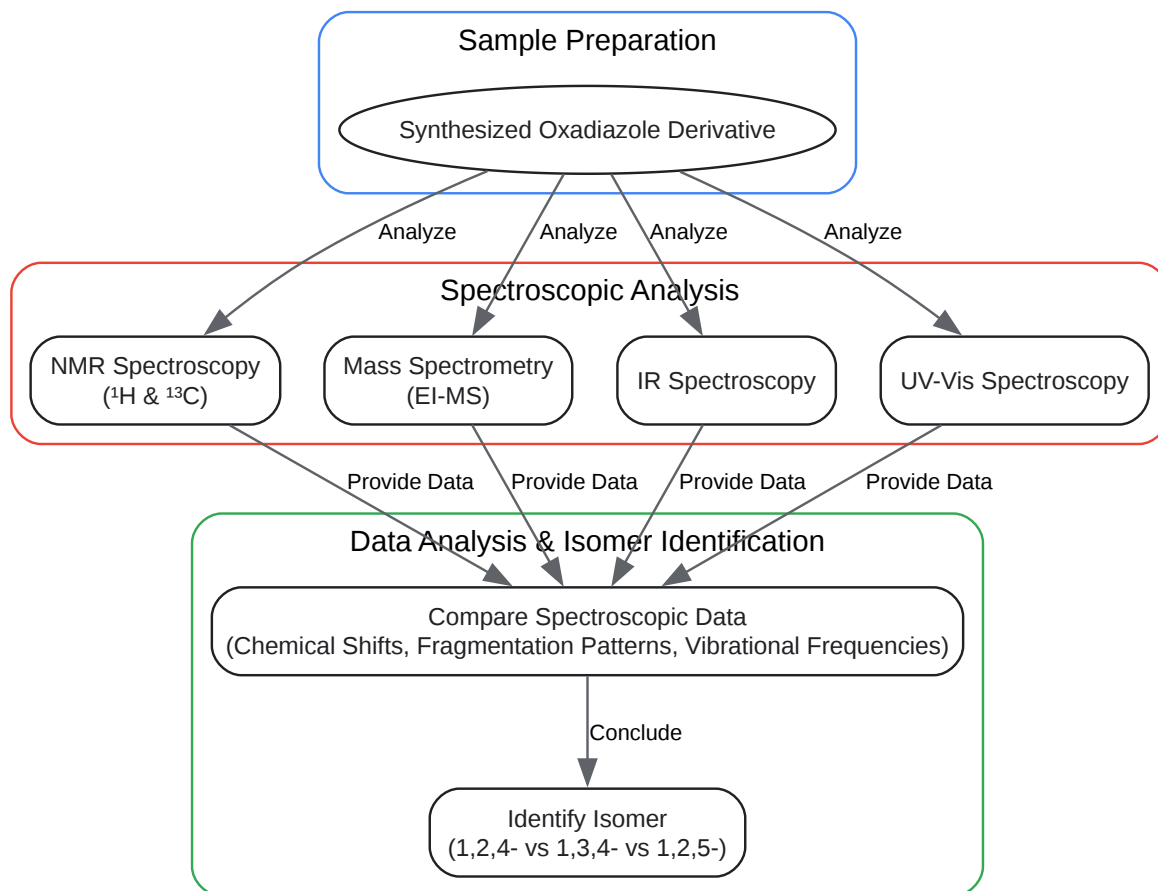 Sample Preparation
Synthesized Oxadiazole Derivative
Analyze
Analyze
Analyze
Analyze
Spectroscopic Analysis
NMR Spectroscopy
(¹H & ¹³C)
Mass Spectrometry
(EI-MS)
IR Spectroscopy
UV-Vis Spectroscopy
Provide Data
Provide Data
Provide Data
Provide Data
Data Analysis & Isomer Identification
Compare Spectroscopic Data
(Chemical Shifts, Fragmentation Patterns, Vibrational Frequencies)
Conclude
Identify Isomer
(1,2,4- vs 1,3,4- vs 1,2,5-)